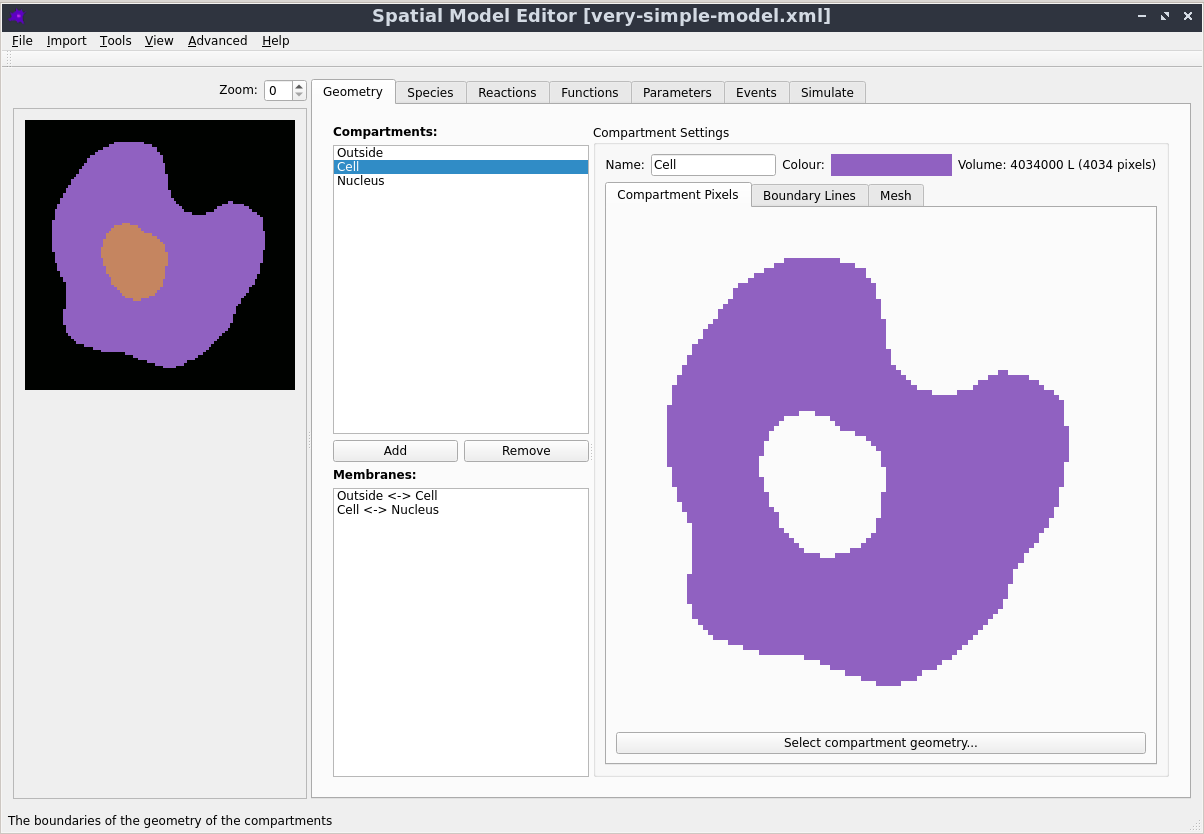 Spatial Model Editor [very-simple-model.xml]
File Import Tools View Advanced Help
Zoom: 0
Geometry Species Reactions Functions Parameters Events Simulate
Compartments:
Outside
Cell
Nucleus
Add Remove
Membranes:
Outside <-> Cell
Cell <-> Nucleus
Compartment Settings
Name: Cell Colour: Volume: 4034000 L (4034 pixels)
Compartment Pixels Boundary Lines Mesh
Select compartment geometry...
The boundaries of the geometry of the compartments